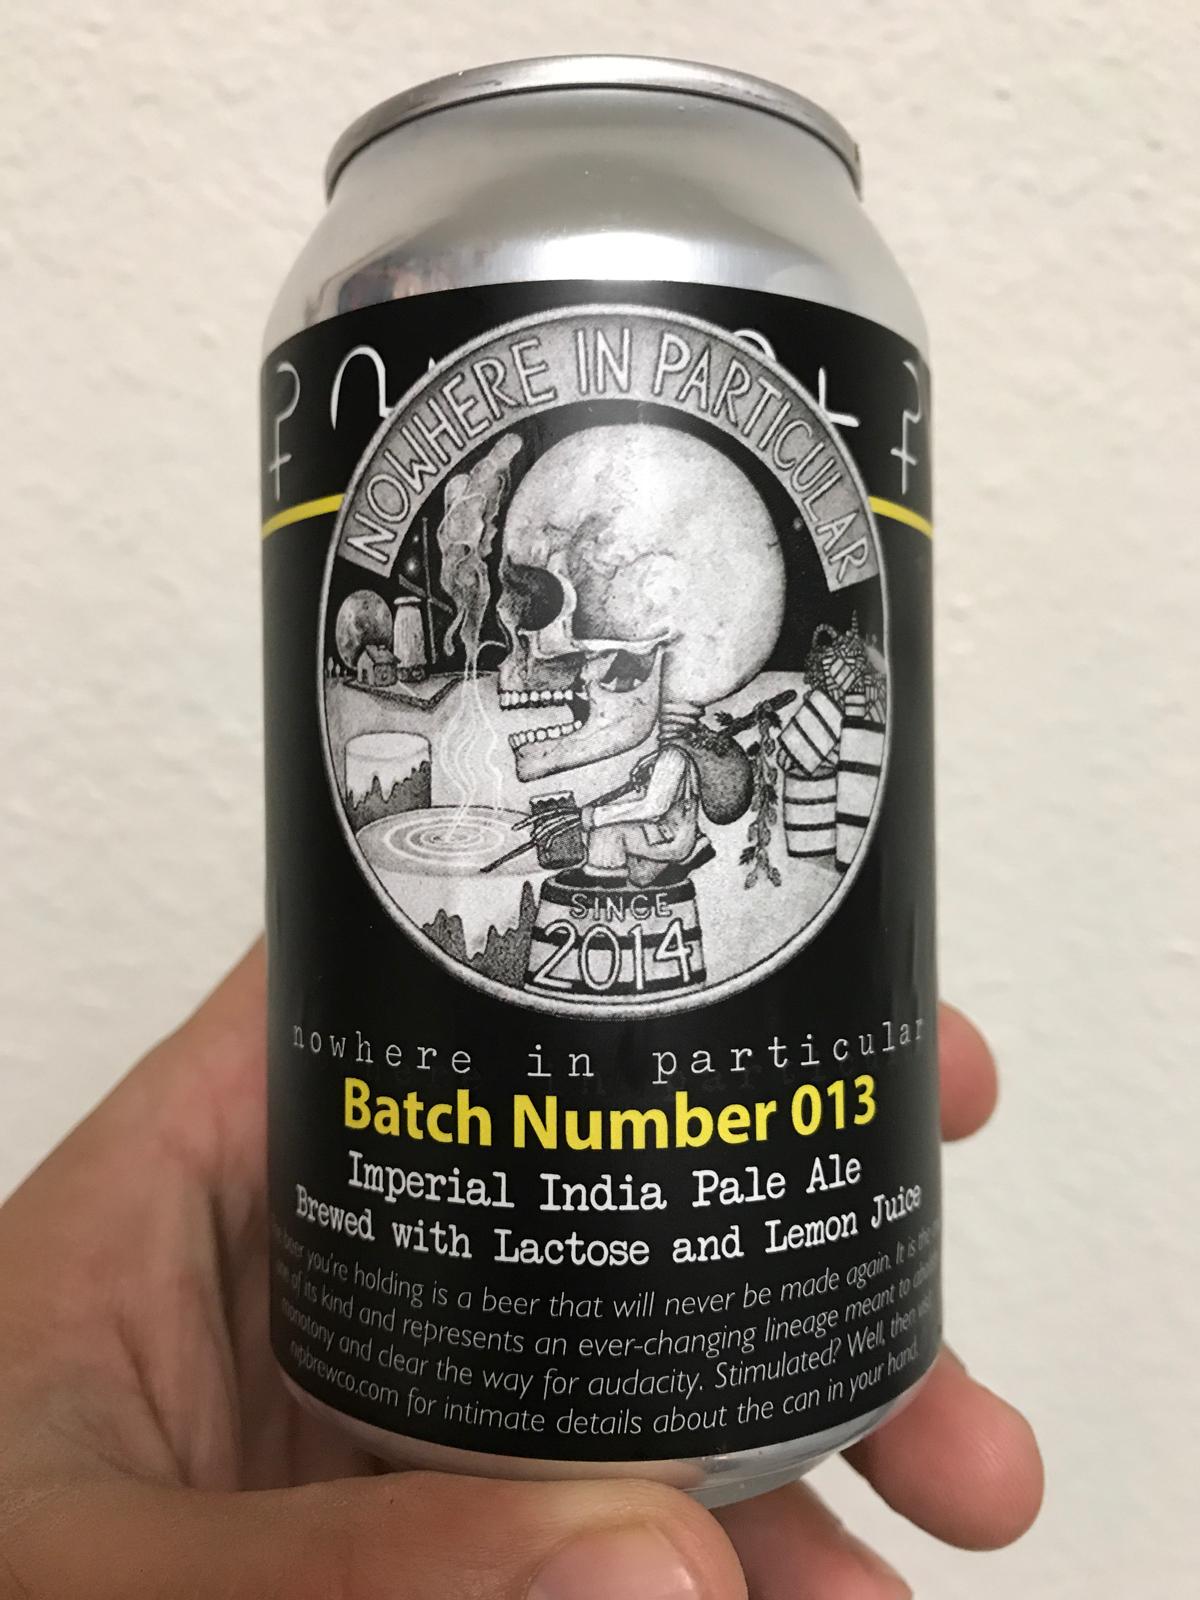 NOWHERE IN PARTICULAR
SINCE
2014
nowhere in particular
Batch Number 013
Imperial India Pale Ale
Brewed with Lactose and Lemon Juice
beer you're holding is a beer that will never be made again. It is the
of its kind and represents an ever-changing lineage meant to
monotony and clear the way for audacity. Stimulated? Well, then visit
nipbrewco.com for intimate details about the can in your hand.